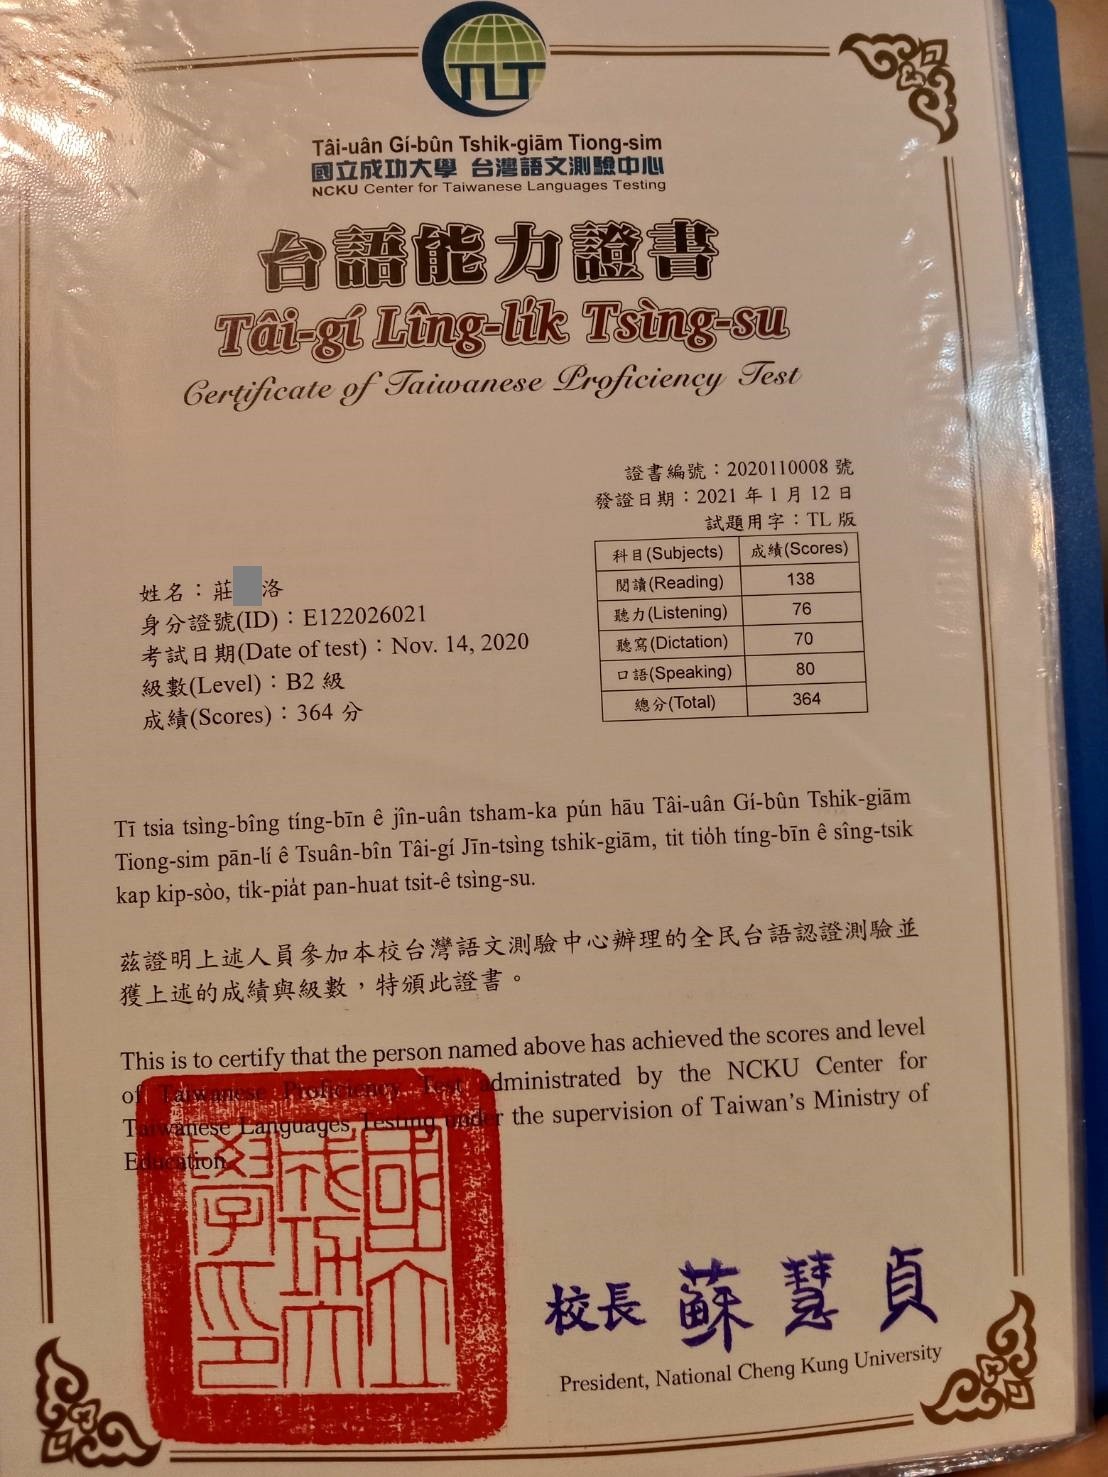 TLT
Tâi-uân Gí-bûn Tshik-giām Tiong-sim
國立成功大學 台灣語文測驗中心
NCKU Center for Taiwanese Languages Testing
台語能力證書
Tâi-gí Lîng-li̍k Tsìng-su
Certificate of Taiwanese Proficiency Test
證書編號：2020110008 號
發證日期：2021 年 1 月 12 日
試題用字：TL 版
姓名：莊 洛
身分證號(ID)：E122026021
考試日期(Date of test)：Nov. 14, 2020
級數(Level)：B2 級
成績(Scores)：364 分
科目(Subjects) 成績(Scores)
閱讀(Reading) 138
聽力(Listening) 76
聽寫(Dictation) 70
口語(Speaking) 80
總分(Total) 364
Tī tsia tsìng-bîng tíng-bīn ê jîn-uân tsham-ka pún hāu Tâi-uân Gí-bûn Tshik-giām
Tiong-sim pān-lí ê Tsuân-bîn Tâi-gí Jīn-tsìng tshik-giām, tit tio̍h tíng-bīn ê sîng-tsik
kap kip-sòo, ti̍k-pia̍t pan-huat tsit-ê tsìng-su.
茲證明上述人員參加本校台灣語文測驗中心辦理的全民台語認證測驗並
獲上述的成績與級數，特頒此證書。
This is to certify that the person named above has achieved the scores and level
of Taiwanese Proficiency Test administrated by the NCKU Center for
Taiwanese Languages Testing under the supervision of Taiwan's Ministry of
Education.
國立
成功大
學印
校長 蘇慧貞
President, National Cheng Kung University